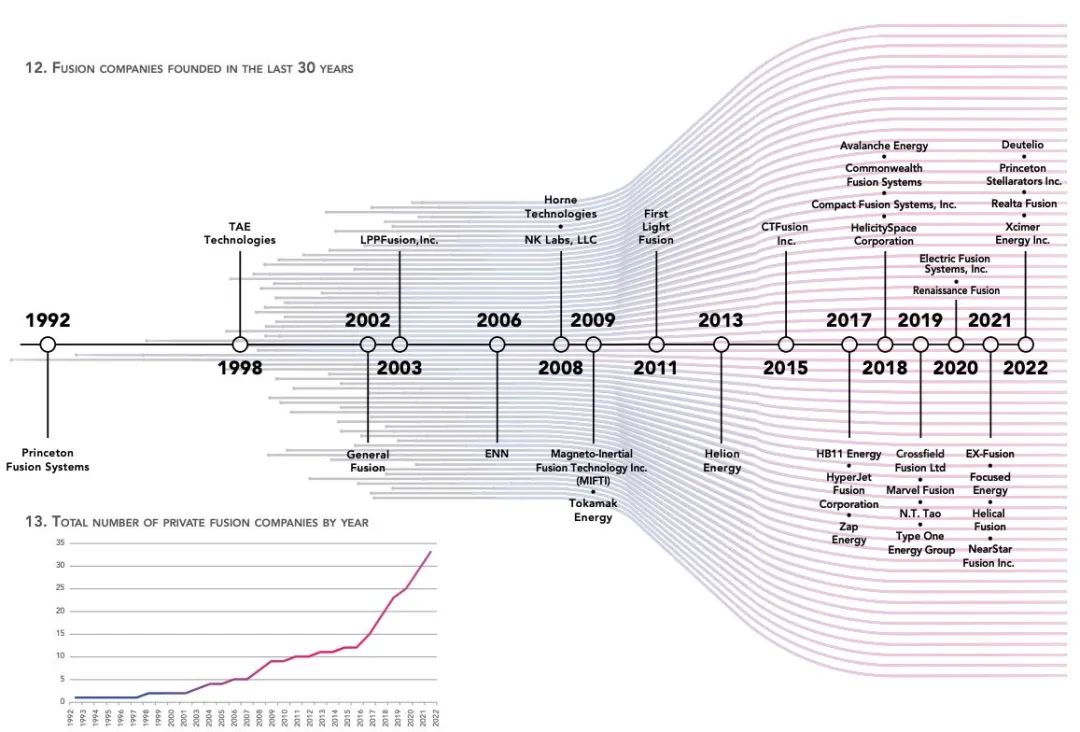 12. Fusion companies founded in the last 30 years
Avalanche Energy
•
Commonwealth
Fusion Systems
•
Compact Fusion Systems, Inc.
•
HelicitySpace
Corporation
Deutelio
•
Princeton
Stellarators Inc.
•
Realta Fusion
•
Xcimer
Energy Inc.
TAE
Technologies
LPPFusion,Inc.
Horne
Technologies
•
NK Labs, LLC
First
Light
Fusion
CTFusion
Inc.
Electric Fusion
Systems, Inc.
•
Renaissance Fusion
1992
2002
2006
2009
2013
2017
2019
2021
1998
2003
2008
2011
2015
2018
2020
2022
Princeton
Fusion Systems
General
Fusion
ENN
Magneto-Inertial
Fusion Technology Inc.
(MIFTI)
•
Tokamak
Energy
Helion
Energy
HB11 Energy
•
HyperJet
Fusion
Corporation
•
Zap
Energy
Crossfield
Fusion Ltd
•
Marvel Fusion
•
N.T. Tao
•
Type One
Energy Group
EX-Fusion
•
Focused
Energy
•
Helical
Fusion
•
NearStar
Fusion Inc.
13. Total number of private fusion companies by year
35
30
25
20
15
10
5
0
1992
1993
1994
1995
1996
1997
1998
1999
2000
2001
2002
2003
2004
2005
2006
2007
2008
2009
2010
2011
2012
2013
2014
2015
2016
2017
2018
2019
2020
2021
2022